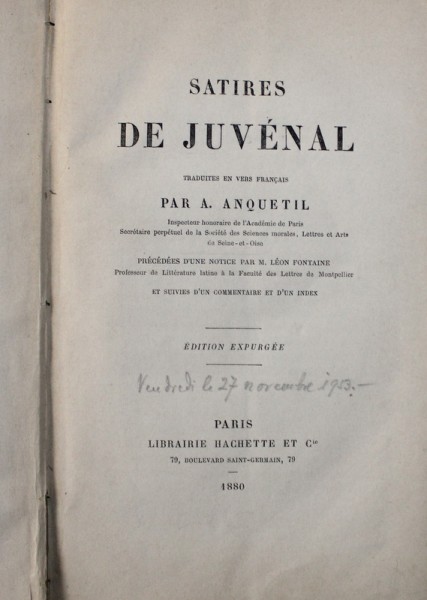 SATIRES
DE JUVÉNAL
TRADUITES EN VERS FRANÇAIS
PAR A. ANQUETIL
Inspecteur honoraire de l'Académie de Paris
Secrétaire perpétuel de la Société des Sciences morales, Lettres et Arts
de Seine-et-Oise
PRÉCÉDÉES D'UNE NOTICE PAR M. LÉON FONTAINE
Professeur de Littérature latine à la Faculté des Lettres de Montpellier
ET SUIVIES D'UN COMMENTAIRE ET D'UN INDEX
ÉDITION EXPURGÉE
Vendredi le 27 novembre 1953.—
PARIS
LIBRAIRIE HACHETTE ET Cie
79, BOULEVARD SAINT-GERMAIN, 79
1880